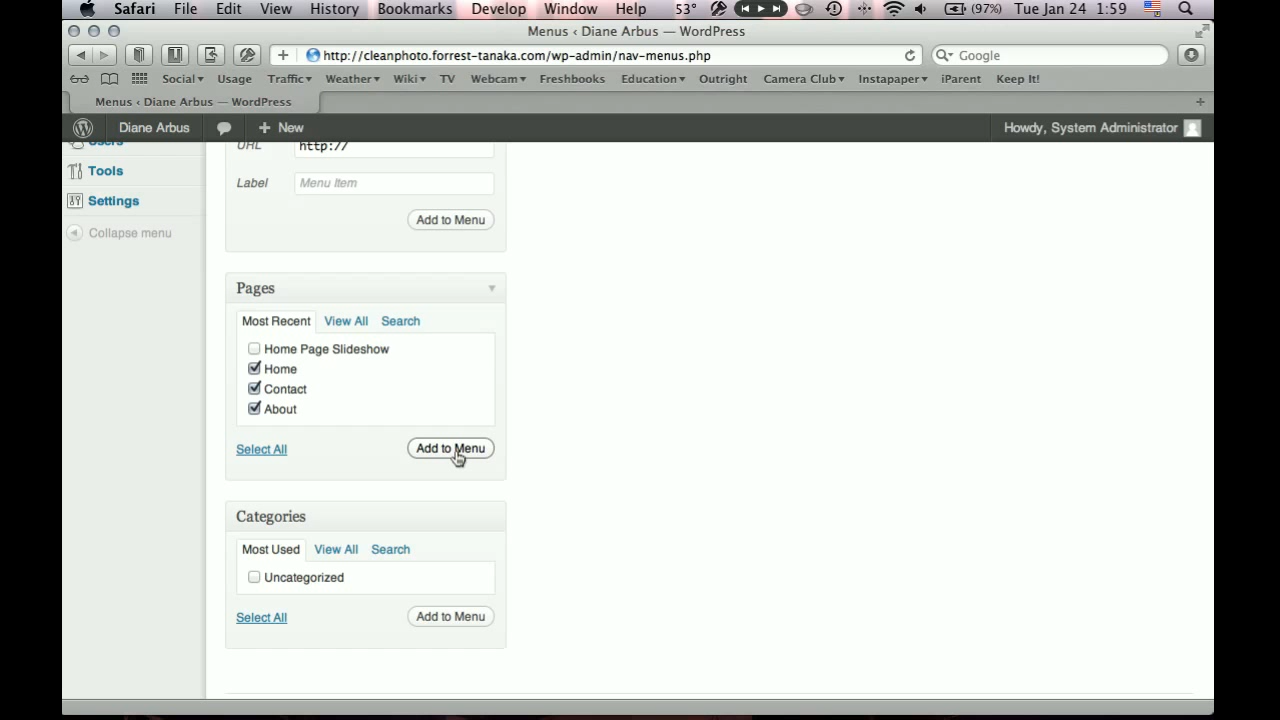 Safari File Edit View History Bookmarks Develop Window Help 53° (97%) Tue Jan 24 1:59
Menus ‹ Diane Arbus — WordPress
http://cleanphoto.forrest-tanaka.com/wp-admin/nav-menus.php Google
Social Usage Traffic Weather Wiki TV Webcam Freshbooks Education Outright Camera Club Instapaper iParent Keep It!
Menus ‹ Diane Arbus — WordPress
Diane Arbus New Howdy, System Administrator
Users
Tools
Settings
Collapse menu
URL http://
Label Menu Item
Add to Menu
Pages
Most Recent View All Search
Home Page Slideshow
Home
Contact
About
Select All Add to Menu
Categories
Most Used View All Search
Uncategorized
Select All Add to Menu